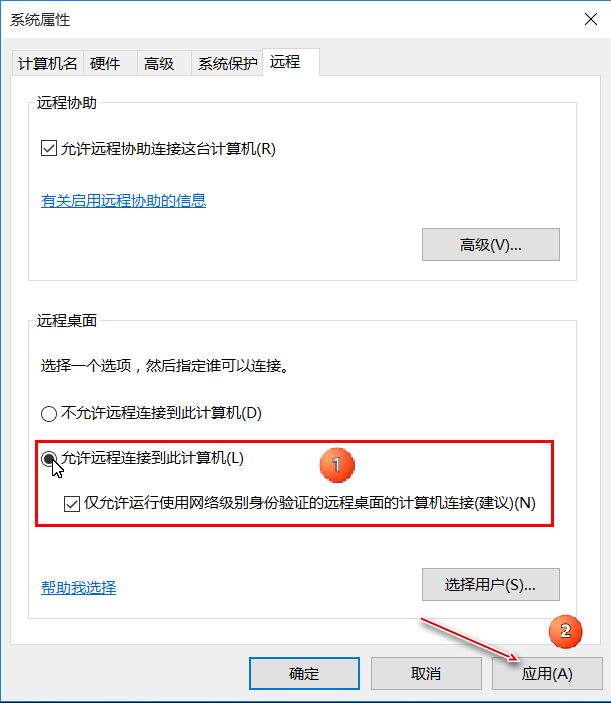 系统属性
计算机名 硬件 高级 系统保护 远程
远程协助
允许远程协助连接这台计算机(R)
有关启用远程协助的信息
高级(V)...
远程桌面
选择一个选项，然后指定谁可以连接。
不允许远程连接到此计算机(D)
允许远程连接到此计算机(L)
1
仅允许运行使用网络级别身份验证的远程桌面的计算机连接(建议)(N)
帮助我选择
选择用户(S)...
2
确定 取消 应用(A)